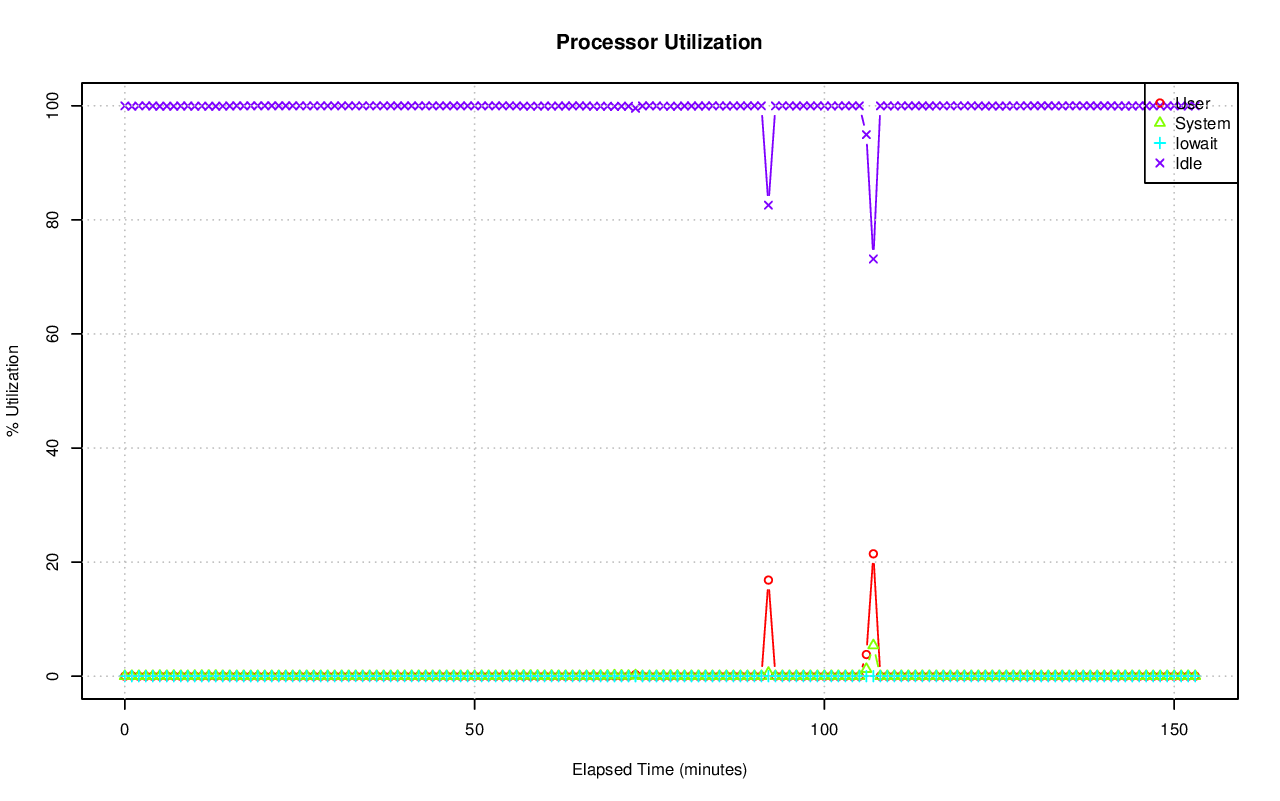 Processor Utilization
% Utilization
100
80
60
40
20
0
User
System
Iowait
Idle
0 50 100 150
Elapsed Time (minutes)